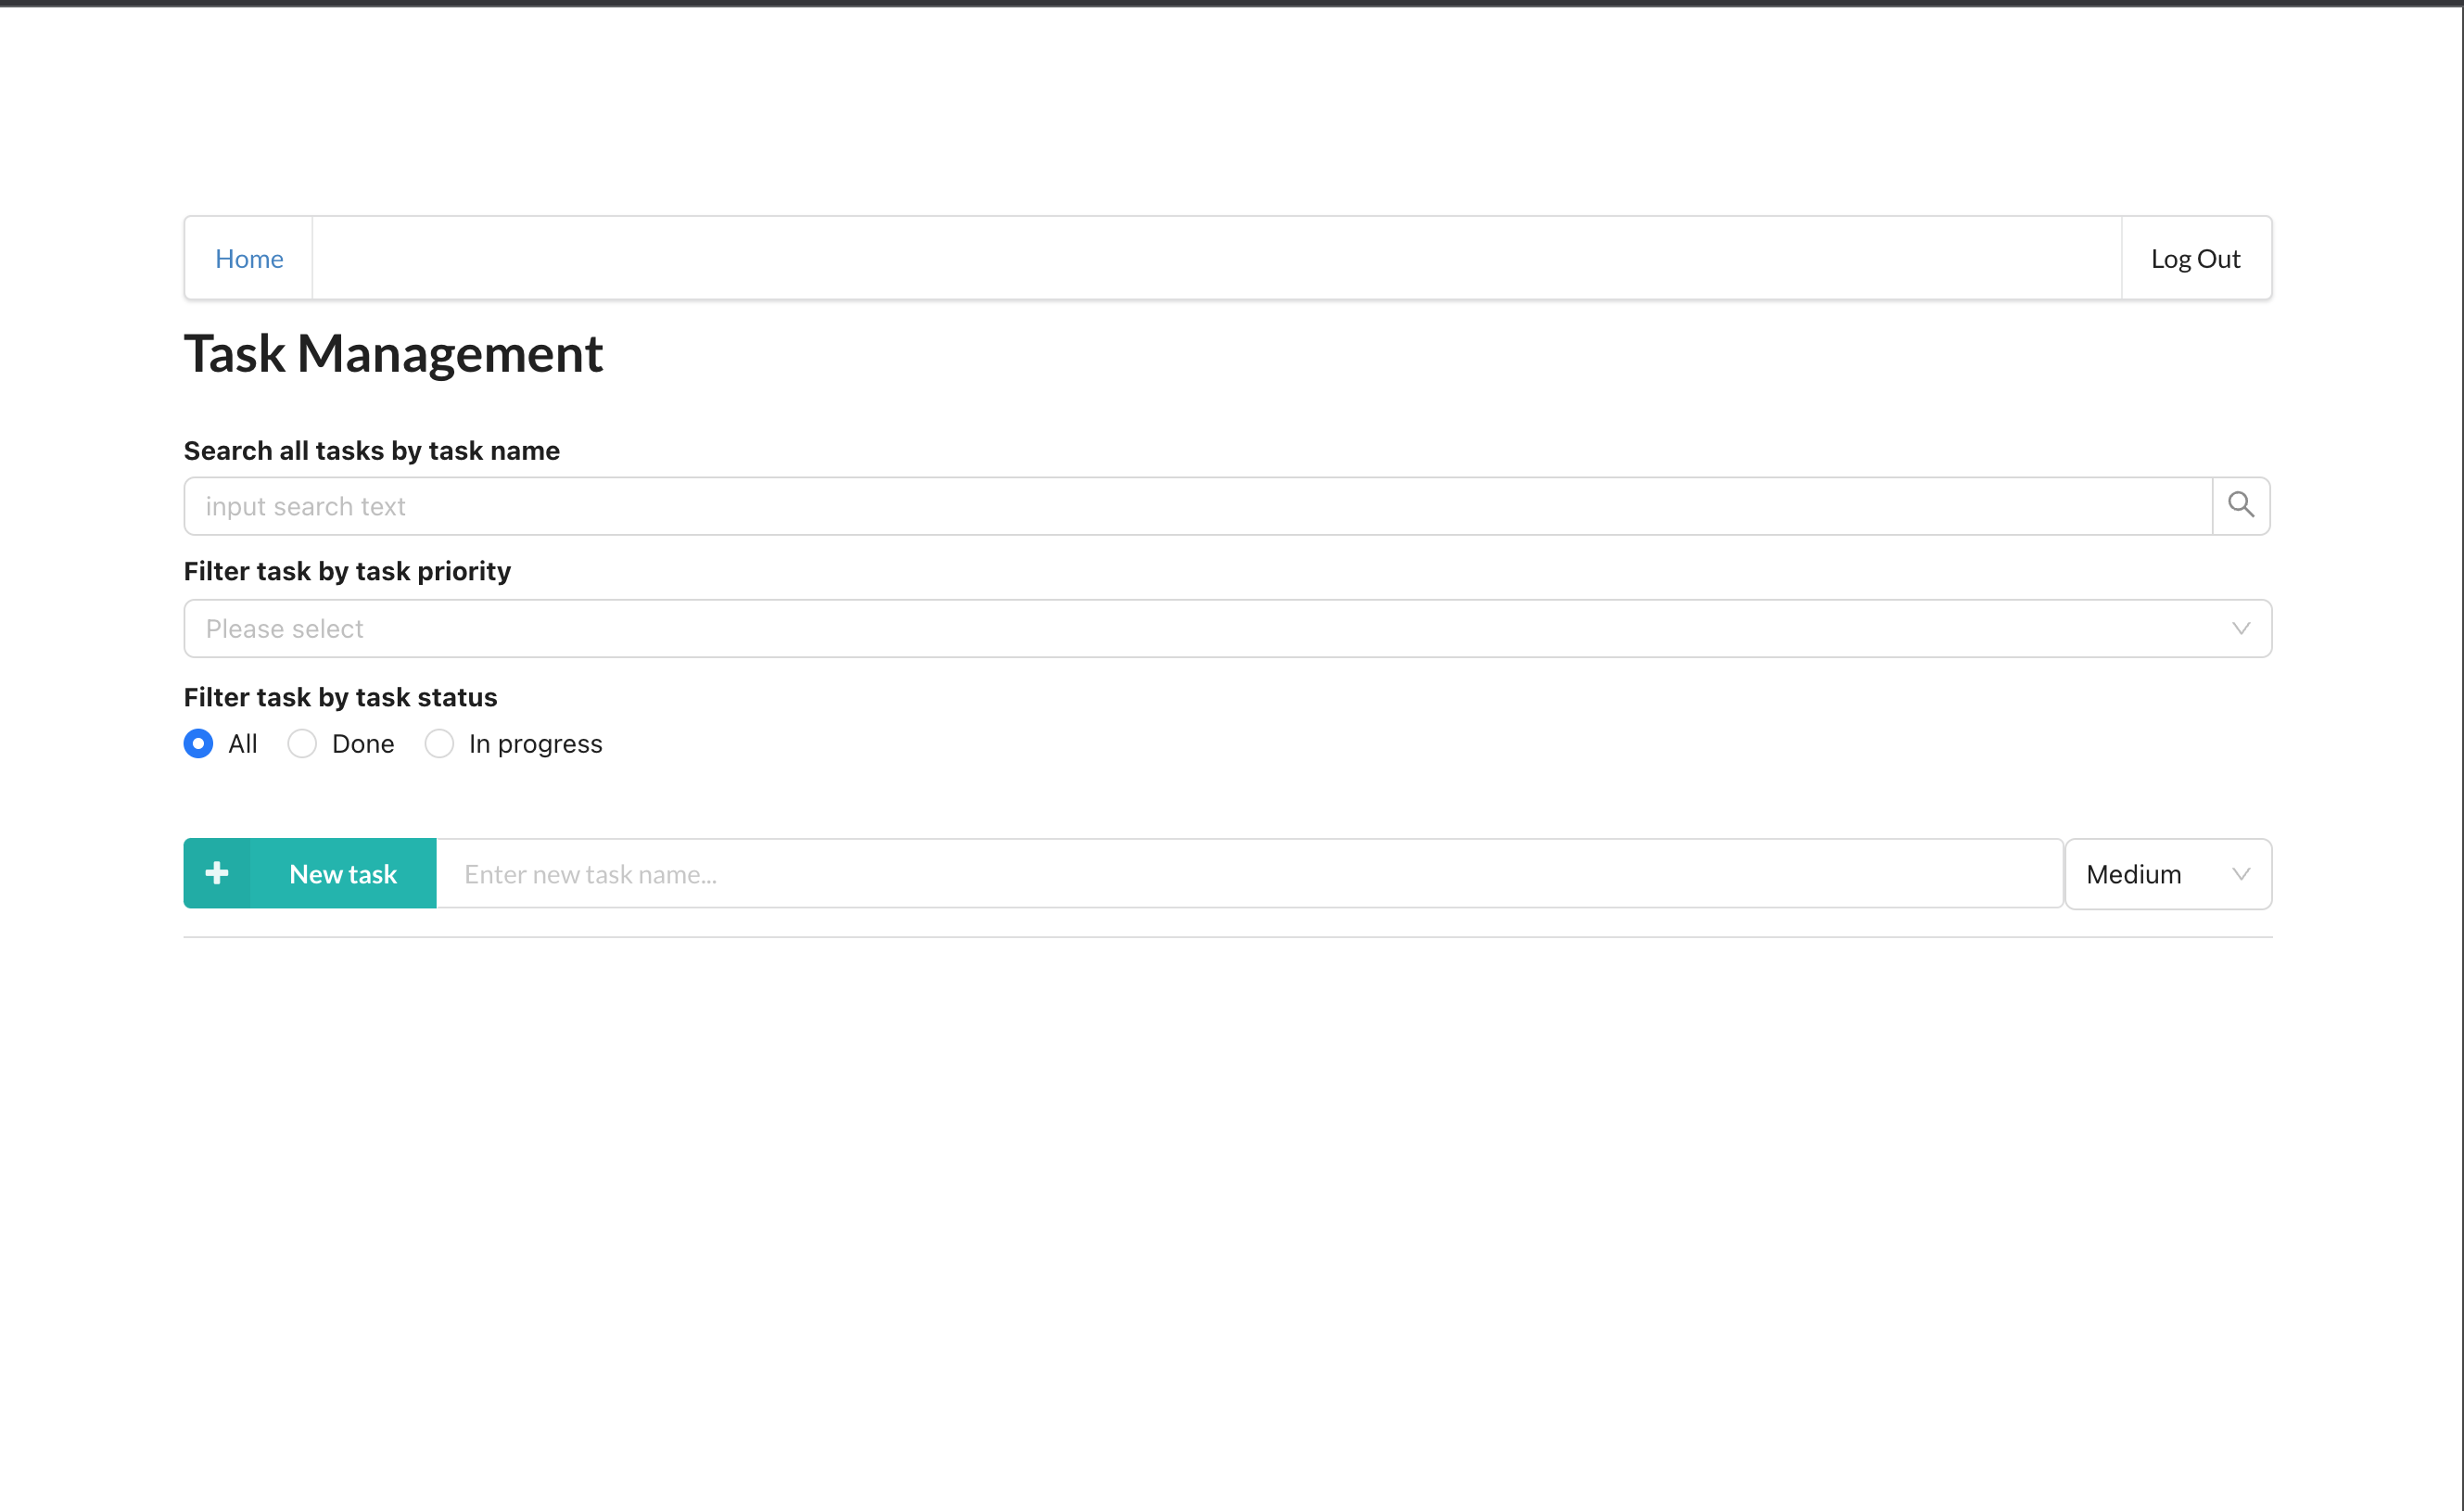 Home Log Out
Task Management
Search all tasks by task name
input search text
Filter task by task priority
Please select
Filter task by task status
All Done In progress
New task Enter new task name... Medium